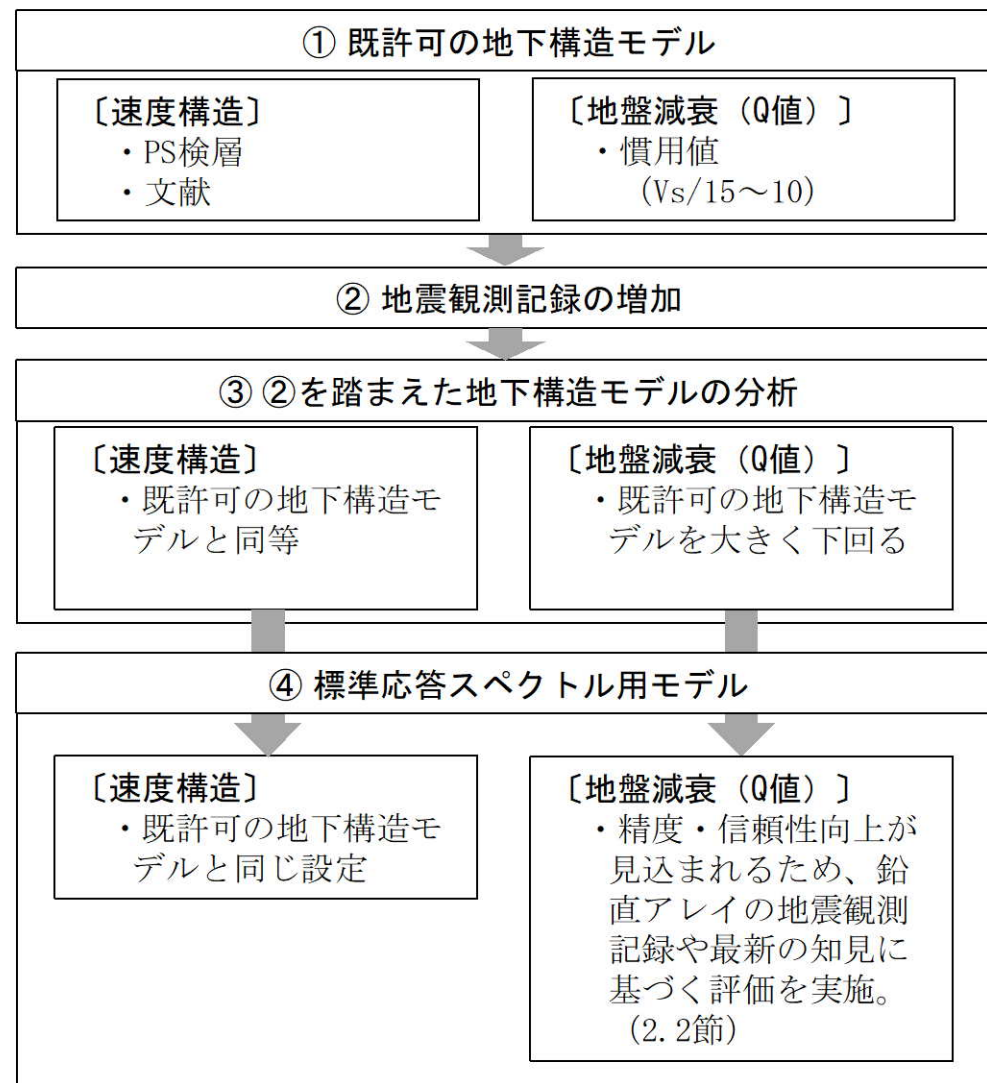 ① 既許可の地下構造モデル
〔速度構造〕
・PS検層
・文献
〔地盤減衰（Q値）〕
・慣用値
（Vs/15～10）
② 地震観測記録の増加
③ ②を踏まえた地下構造モデルの分析
〔速度構造〕
・既許可の地下構造モ
デルと同等
〔地盤減衰（Q値）〕
・既許可の地下構造モ
デルを大きく下回る
④ 標準応答スペクトル用モデル
〔速度構造〕
・既許可の地下構造モ
デルと同じ設定
〔地盤減衰（Q値）〕
・精度・信頼性向上が
見込まれるため、鉛
直アレイの地震観測
記録や最新の知見に
基づく評価を実施。
（2.2節）